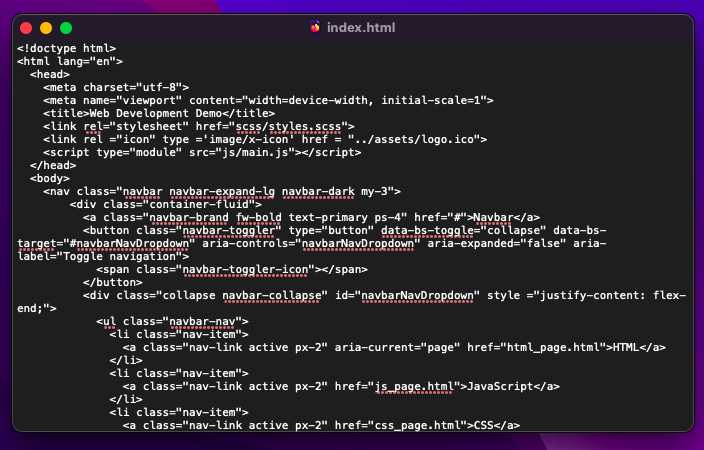 index.html
<!doctype html>
<html lang="en">
  <head>
    <meta charset="utf-8">
    <meta name="viewport" content="width=device-width, initial-scale=1">
    <title>Web Development Demo</title>
    <link rel="stylesheet" href="scss/styles.scss">
    <link rel ="icon" type ='image/x-icon' href = "../assets/logo.ico">
    <script type="module" src="js/main.js"></script>
  </head>
  <body>
    <nav class="navbar navbar-expand-lg navbar-dark my-3">
        <div class="container-fluid">
          <a class="navbar-brand fw-bold text-primary ps-4" href="#">Navbar</a>
          <button class="navbar-toggler" type="button" data-bs-toggle="collapse" data-bs-
target="#navbarNavDropdown" aria-controls="navbarNavDropdown" aria-expanded="false" aria-
label="Toggle navigation">
            <span class="navbar-toggler-icon"></span>
          </button>
          <div class="collapse navbar-collapse" id="navbarNavDropdown" style ="justify-content: flex-
end;">
            <ul class="navbar-nav">
              <li class="nav-item">
                <a class="nav-link active px-2" aria-current="page" href="html_page.html">HTML</a>
              </li>
              <li class="nav-item">
                <a class="nav-link active px-2" href="js_page.html">JavaScript</a>
              </li>
              <li class="nav-item">
                <a class="nav-link active px-2" href="css_page.html">CSS</a>